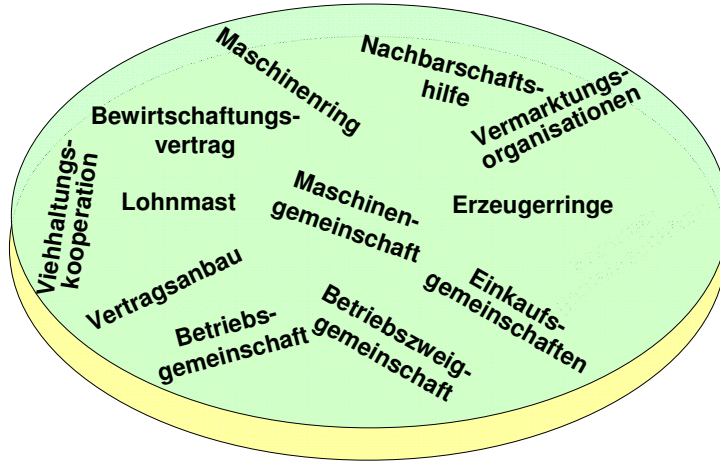 Maschinenring
Nachbarschafts-
hilfe
Vermarktungs-
organisationen
Bewirtschaftungs-
vertrag
Viehhaltungs-
kooperation
Lohnmast
Maschinen-
gemeinschaft
Erzeugerringe
Vertragsanbau
Einkaufs-
gemeinschaften
Betriebs-
gemeinschaft
Betriebszweig-
gemeinschaft